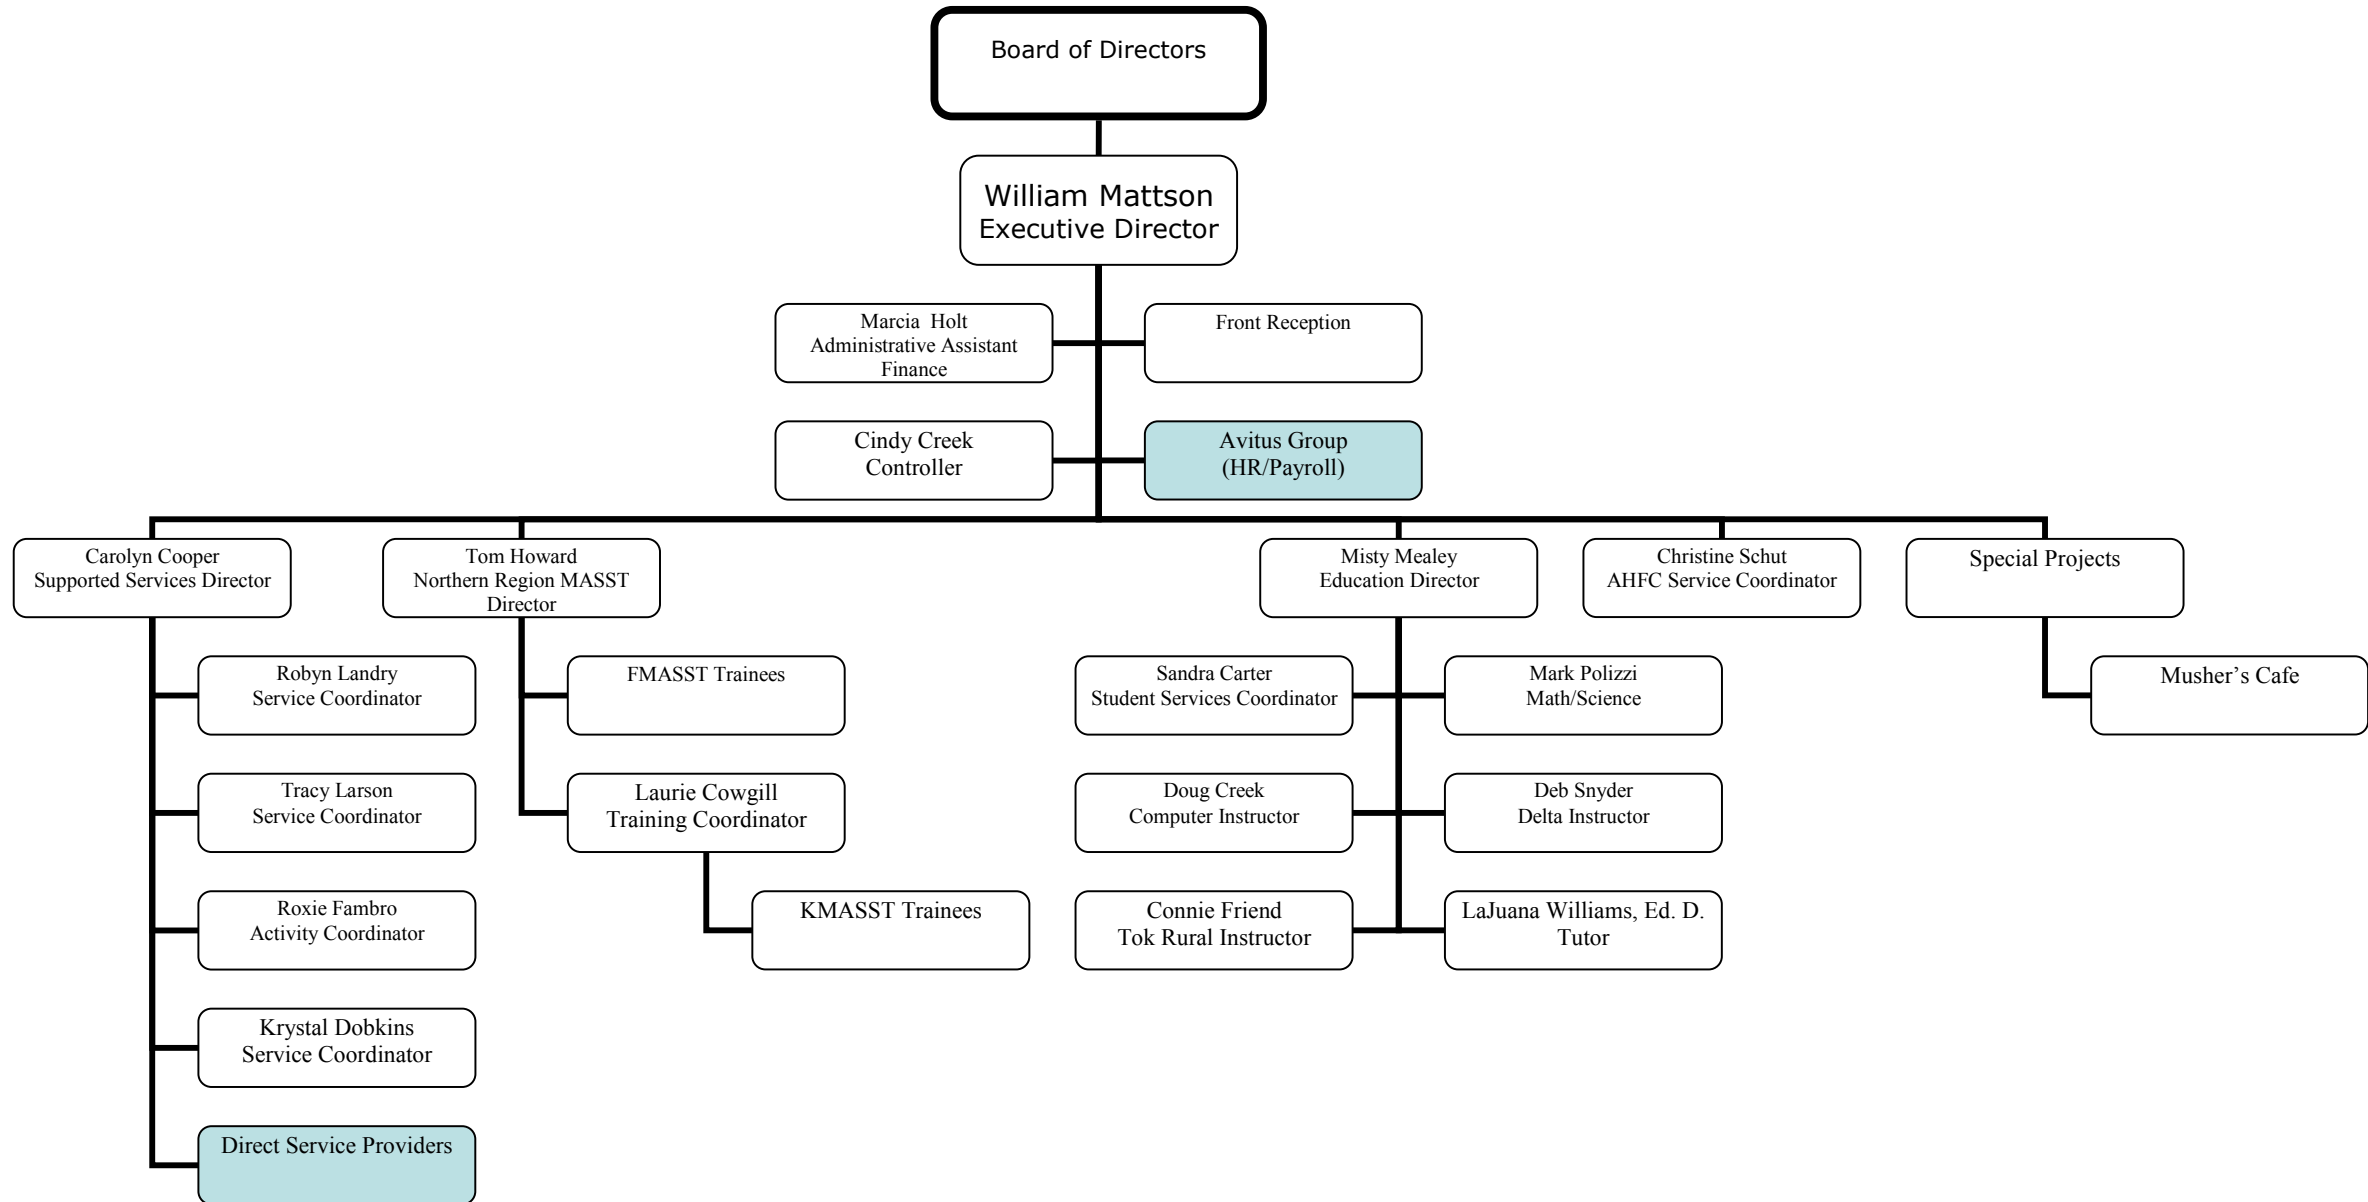 Board of Directors
William Mattson
Executive Director
Marcia  Holt
Administrative Assistant
Finance
Front Reception
Cindy Creek
Controller
Avitus Group
(HR/Payroll)
Carolyn Cooper
Supported Services Director
Tom Howard
Northern Region MASST
Director
Misty Mealey
Education Director
Christine Schut
AHFC Service Coordinator
Special Projects
Robyn Landry
Service Coordinator
FMASST Trainees
Sandra Carter
Student Services Coordinator
Mark Polizzi
Math/Science
Musher’s Cafe
Tracy Larson
Service Coordinator
Laurie Cowgill
Training Coordinator
Doug Creek
Computer Instructor
Deb Snyder
Delta Instructor
Roxie Fambro
Activity Coordinator
KMASST Trainees
Connie Friend
Tok Rural Instructor
LaJuana Williams, Ed. D.
Tutor
Krystal Dobkins
Service Coordinator
Direct Service Providers